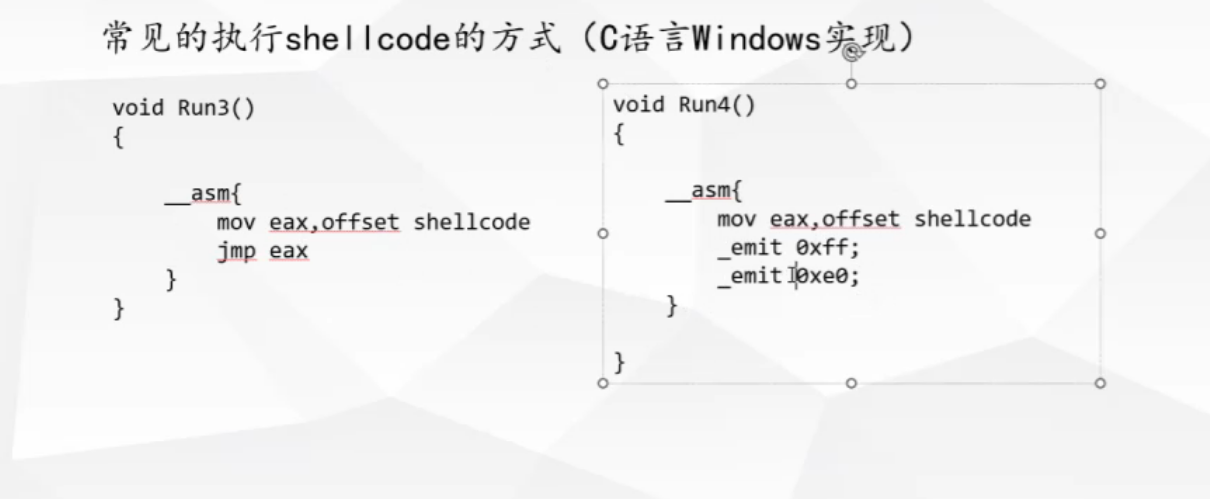 常见的执行shellcode的方式（C语言Windows实现）
void Run3()
{
__asm{
mov eax,offset shellcode
jmp eax
}
}
void Run4()
{
__asm{
mov eax,offset shellcode
_emit 0xff;
_emit 0xe0;
}
}